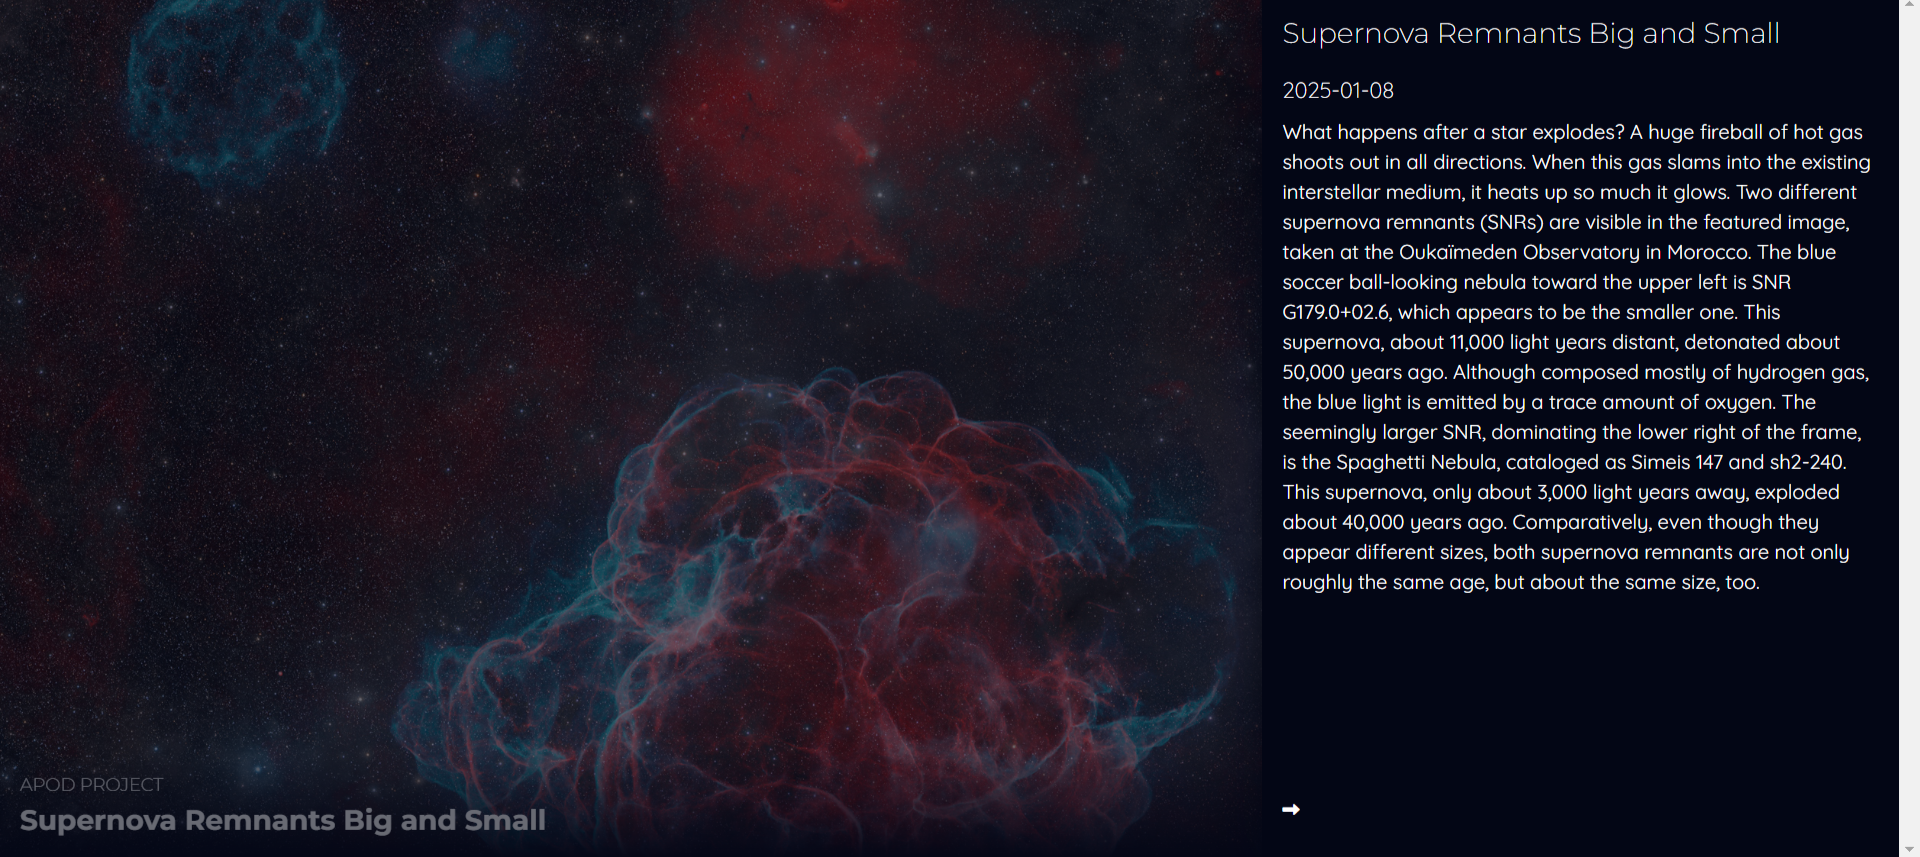 Supernova Remnants Big and Small
2025-01-08
What happens after a star explodes? A huge fireball of hot gas
shoots out in all directions. When this gas slams into the existing
interstellar medium, it heats up so much it glows. Two different
supernova remnants (SNRs) are visible in the featured image,
taken at the Oukaïmeden Observatory in Morocco. The blue
soccer ball-looking nebula toward the upper left is SNR
G179.0+02.6, which appears to be the smaller one. This
supernova, about 11,000 light years distant, detonated about
50,000 years ago. Although composed mostly of hydrogen gas,
the blue light is emitted by a trace amount of oxygen. The
seemingly larger SNR, dominating the lower right of the frame,
is the Spaghetti Nebula, cataloged as Simeis 147 and sh2-240.
This supernova, only about 3,000 light years away, exploded
about 40,000 years ago. Comparatively, even though they
appear different sizes, both supernova remnants are not only
roughly the same age, but about the same size, too.
APOD PROJECT
Supernova Remnants Big and Small